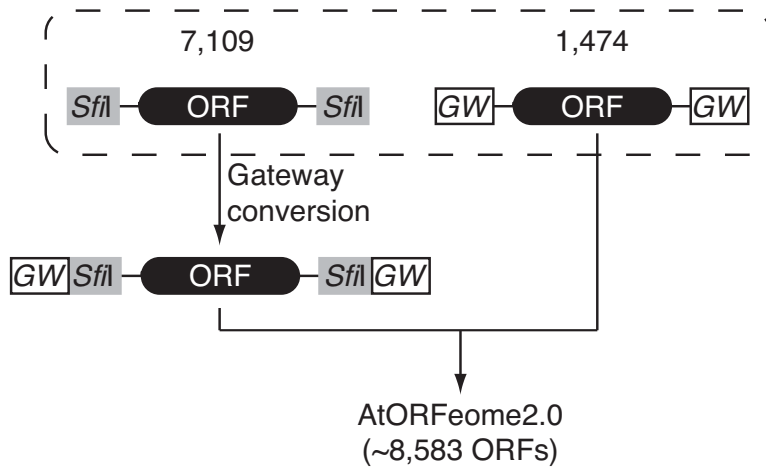 7,109 1,474
SfiI ORF SfiI GW ORF GW
Gateway
conversion
GW SfiI ORF SfiI GW
AtORFeome2.0
(~8,583 ORFs)